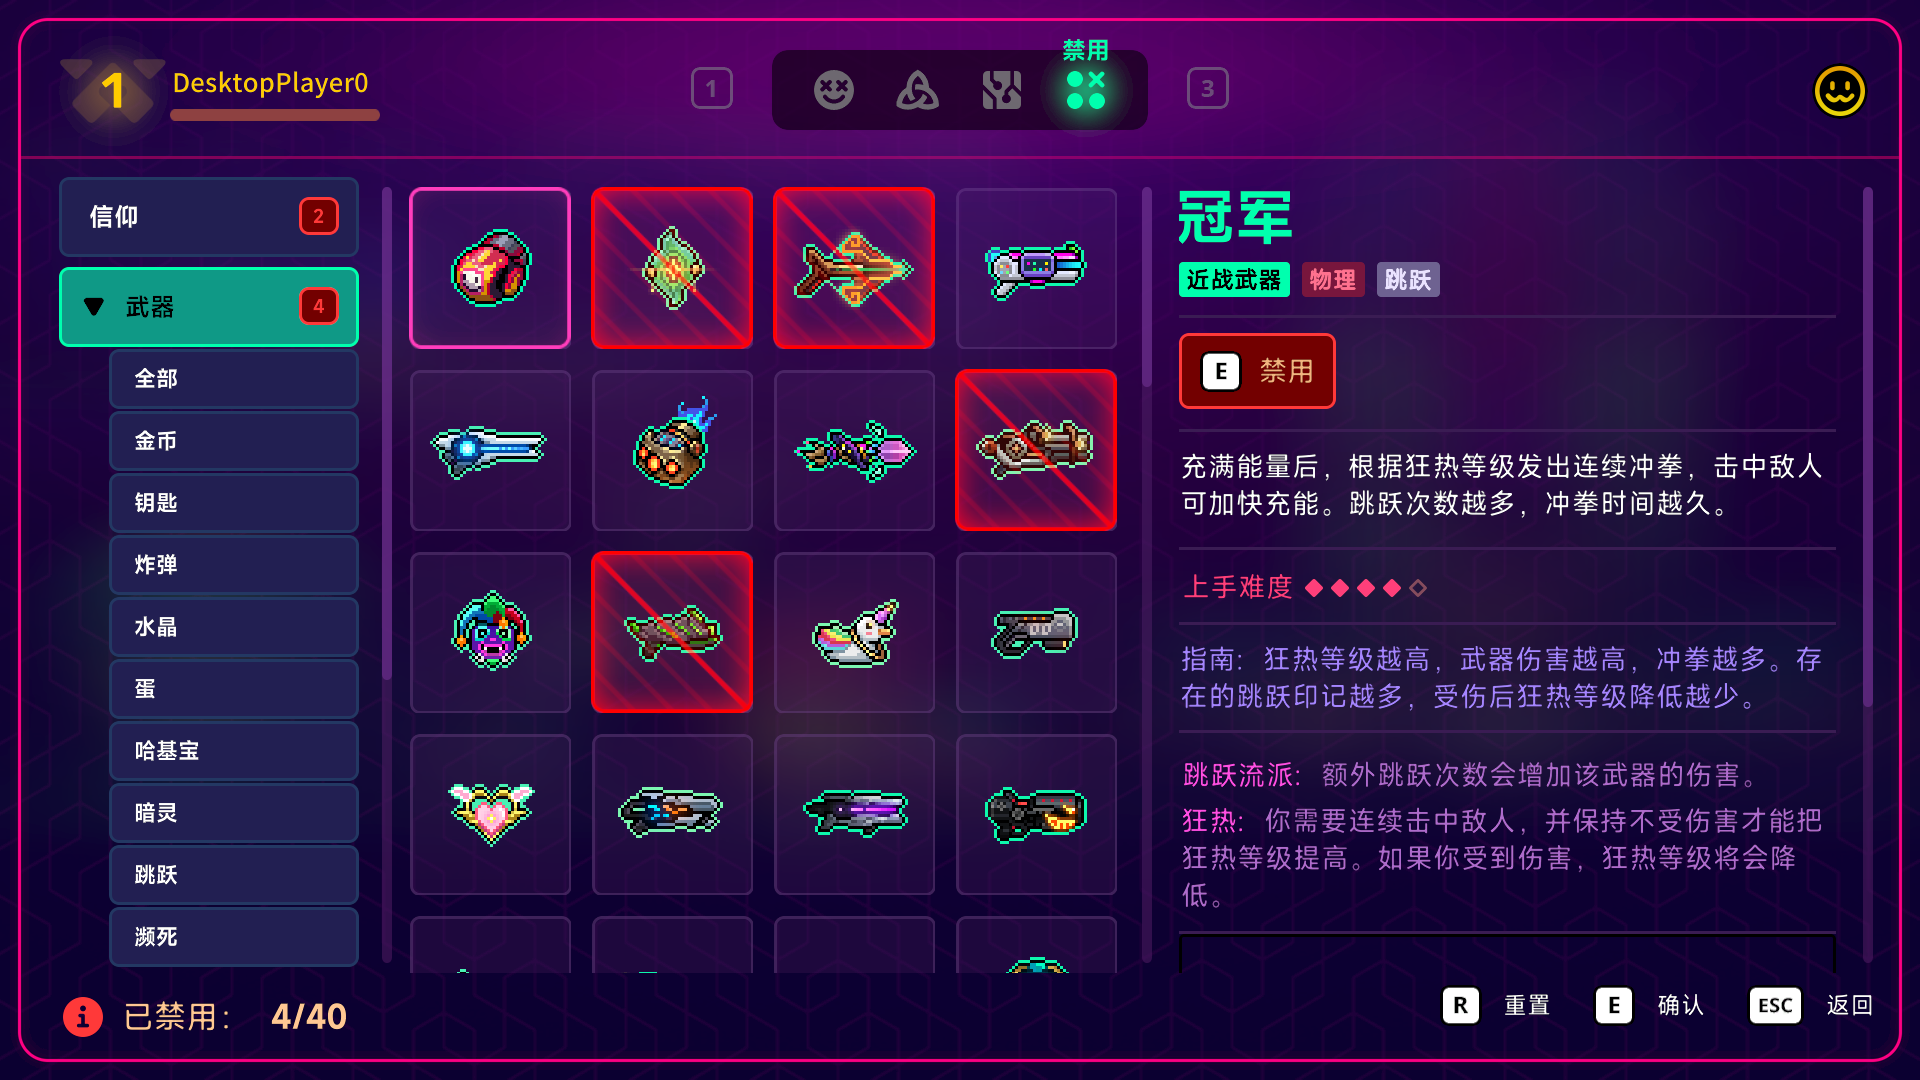 禁用
1
DesktopPlayer0
1
3
信仰
2
武器
4
全部
金币
钥匙
炸弹
水晶
蛋
哈基宝
暗灵
跳跃
濒死
冠军
近战武器 物理 跳跃
E 禁用
充满能量后，根据狂热等级发出连续冲拳，击中敌人
可加快充能。跳跃次数越多，冲拳时间越久。
上手难度
指南：狂热等级越高，武器伤害越高，冲拳越多。存
在的跳跃印记越多，受伤后狂热等级降低越少。
跳跃流派：额外跳跃次数会增加该武器的伤害。
狂热：你需要连续击中敌人，并保持不受伤害才能把
狂热等级提高。如果你受到伤害，狂热等级将会降
低。
已禁用： 4/40
R 重置 E 确认 ESC 返回